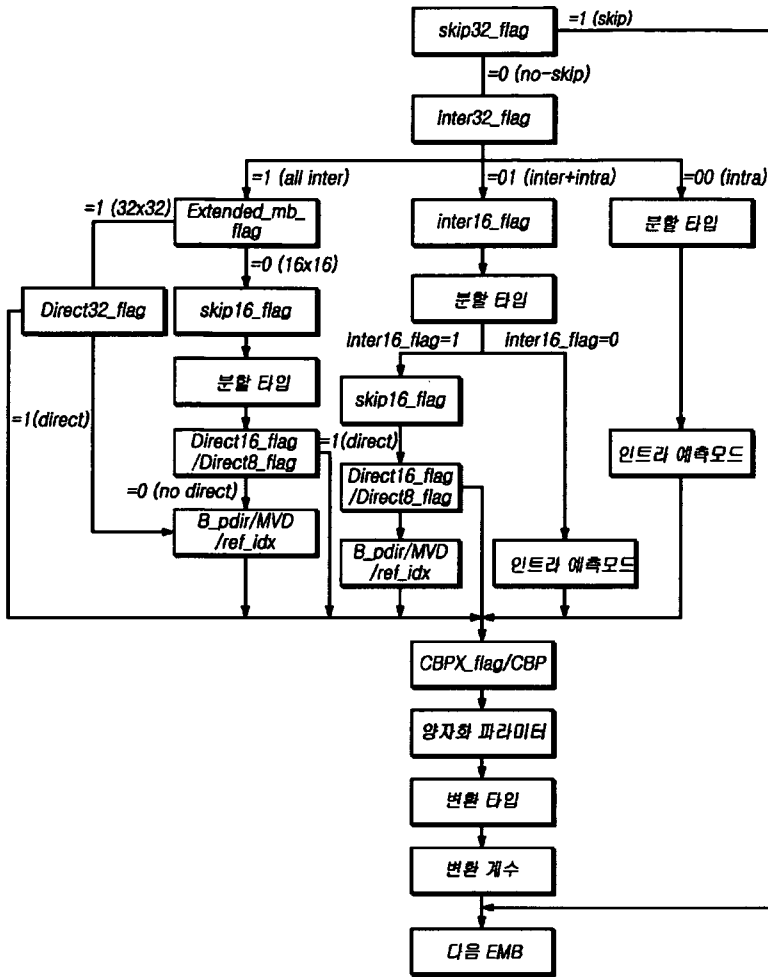 skip32_flag
=1 (skip)
=0 (no-skip)
inter32_flag
=1 (all inter)
=01 (inter+intra)
=00 (intra)
=1 (32x32)
Extended_mb_
flag
inter16_flag
분할 타입
=0 (16x16)
Direct32_flag
skip16_flag
분할 타입
inter16_flag=1
inter16_flag=0
분할 타입
skip16_flag
=1(direct)
Direct16_flag
/Direct8_flag
=1(direct)
인트라 예측모드
=0 (no direct)
Direct16_flag
/Direct8_flag
B_pdir/MVD
/ref_idx
B_pdir/MVD
/ref_idx
인트라 예측모드
CBPX_flag/CBP
양자화 파라미터
변환 타입
변환 계수
다음 EMB